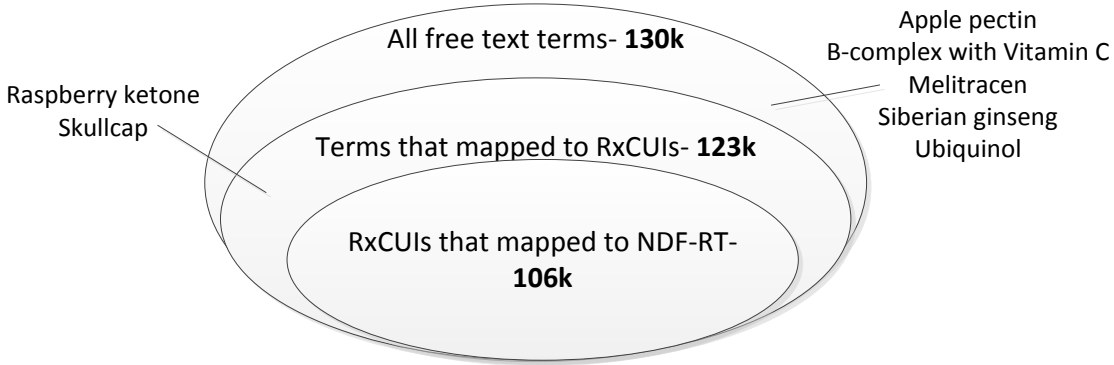 All free text terms- 130k
Apple pectin
B-complex with Vitamin C
Melitracen
Siberian ginseng
Ubiquinol
Raspberry ketone
Skullcap
Terms that mapped to RxCUIs- 123k
RxCUIs that mapped to NDF-RT-
106k